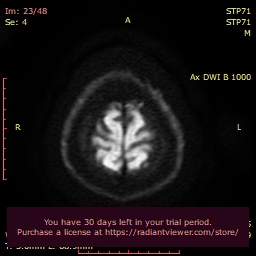 Im: 23/48
Se: 4
A
STP71
STP71
M
Ax DWI B 1000
R
L
You have 30 days left in your trial period.
Purchase a license at https://radiantviewer.com/store/